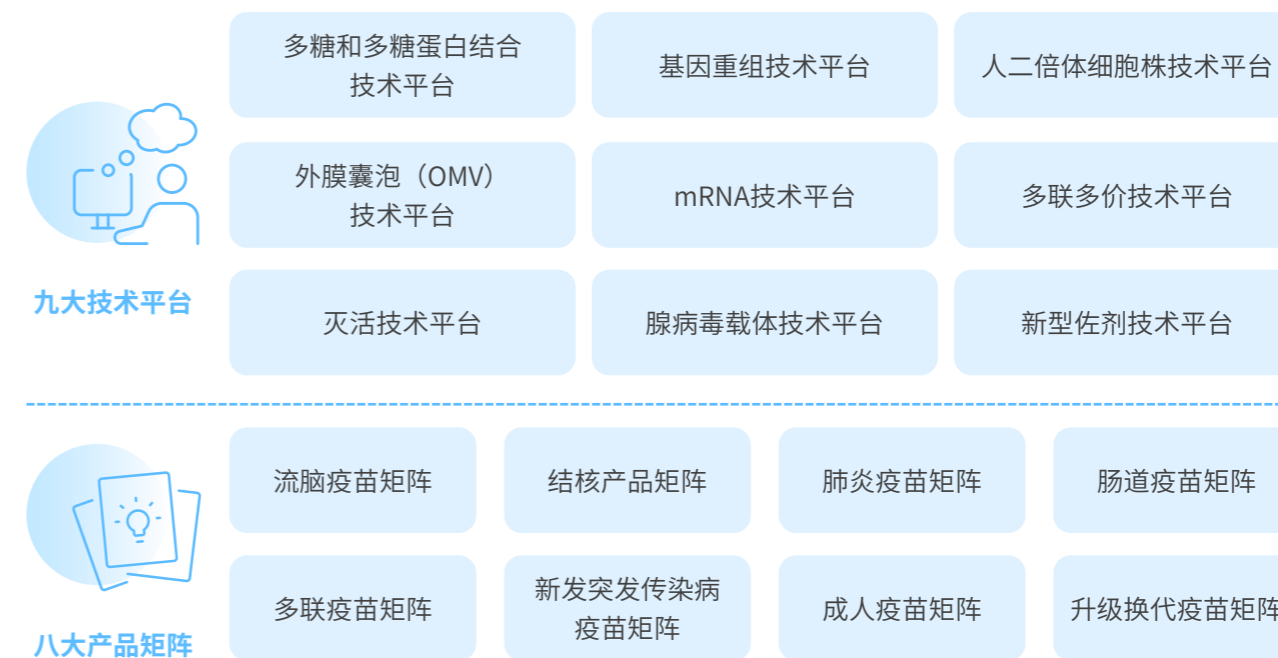 多糖和多糖蛋白结合
技术平台
基因重组技术平台
人二倍体细胞株技术平台
外膜囊泡（OMV）
技术平台
mRNA技术平台
多联多价技术平台
九大技术平台
灭活技术平台
腺病毒载体技术平台
新型佐剂技术平台
流脑疫苗矩阵
结核产品矩阵
肺炎疫苗矩阵
肠道疫苗矩阵
多联疫苗矩阵
新发突发传染病
疫苗矩阵
成人疫苗矩阵
升级换代疫苗矩阵
八大产品矩阵